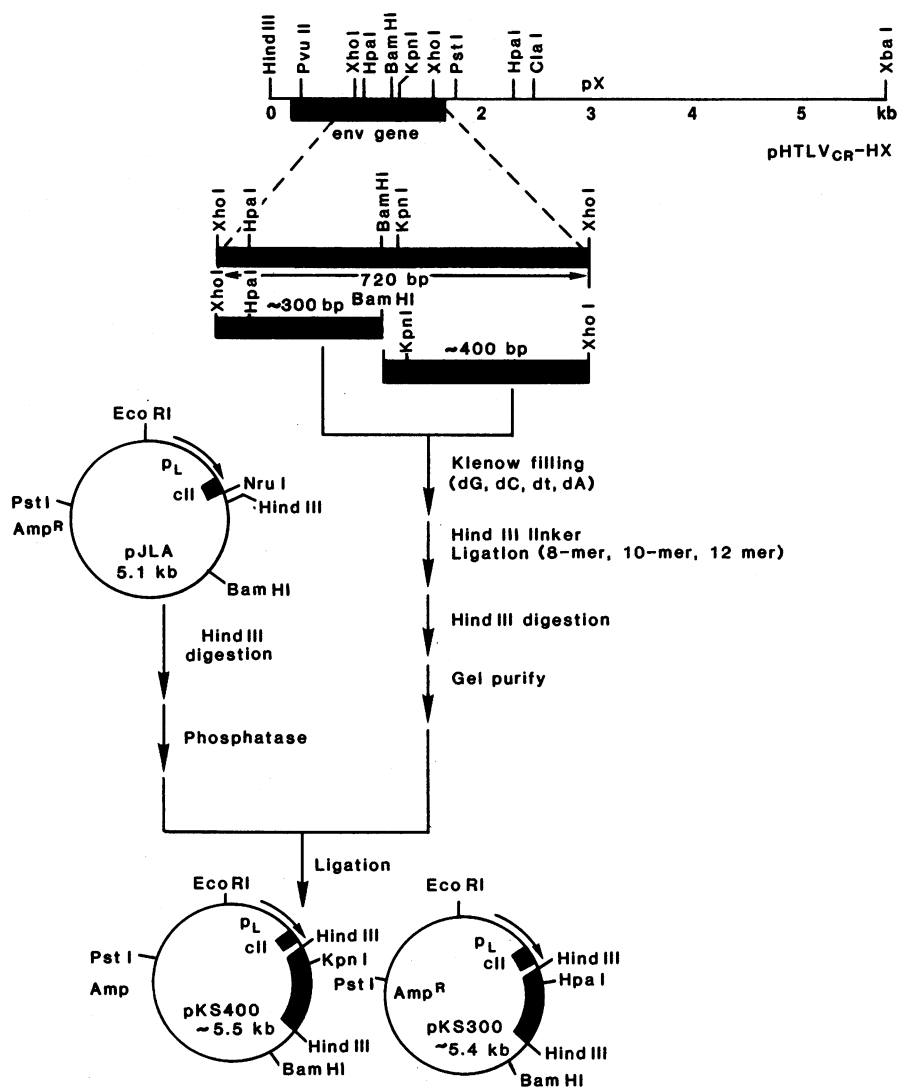 Hind III
Pvu II
Xho I
Hpa I
Bam HI
Kpn I
Xho I
Pst I
Hpa I
Cla I
Xba I
pX
0
2
3
4
5
kb
env gene
pHTLV CR -HX
Xho I
Hpa I
Bam HI
Kpn I
Xho I
720 bp
Xho I
Hpa I
~300 bp
Bam HI
Kpn I
~400 bp
Xho I
Eco RI
pL
cII
Nru I
Hind III
Pst I
Amp R
pJLA
5.1 kb
Bam HI
Klenow filling
(dG, dC, dt, dA)
Hind III linker
Ligation (8-mer, 10-mer, 12 mer)
Hind III digestion
Gel purify
Hind III
digestion
Phosphatase
Ligation
Eco RI
pL
cII
Hind III
Kpn I
Pst I
Amp
pKS400
~5.5 kb
Hind III
Bam HI
Eco RI
pL
cII
Hind III
Hpa I
Pst I
Amp R
pKS300
~5.4 kb
Hind III
Bam HI